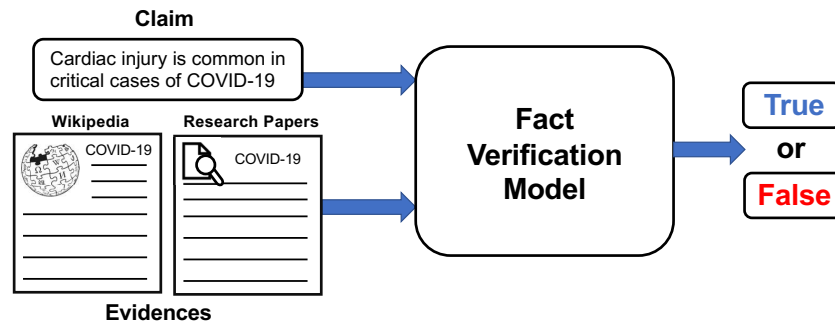 Claim
Cardiac injury is common in
critical cases of COVID-19
Wikipedia
Research Papers
COVID-19
COVID-19
Evidences
Fact
Verification
Model
True
or
False